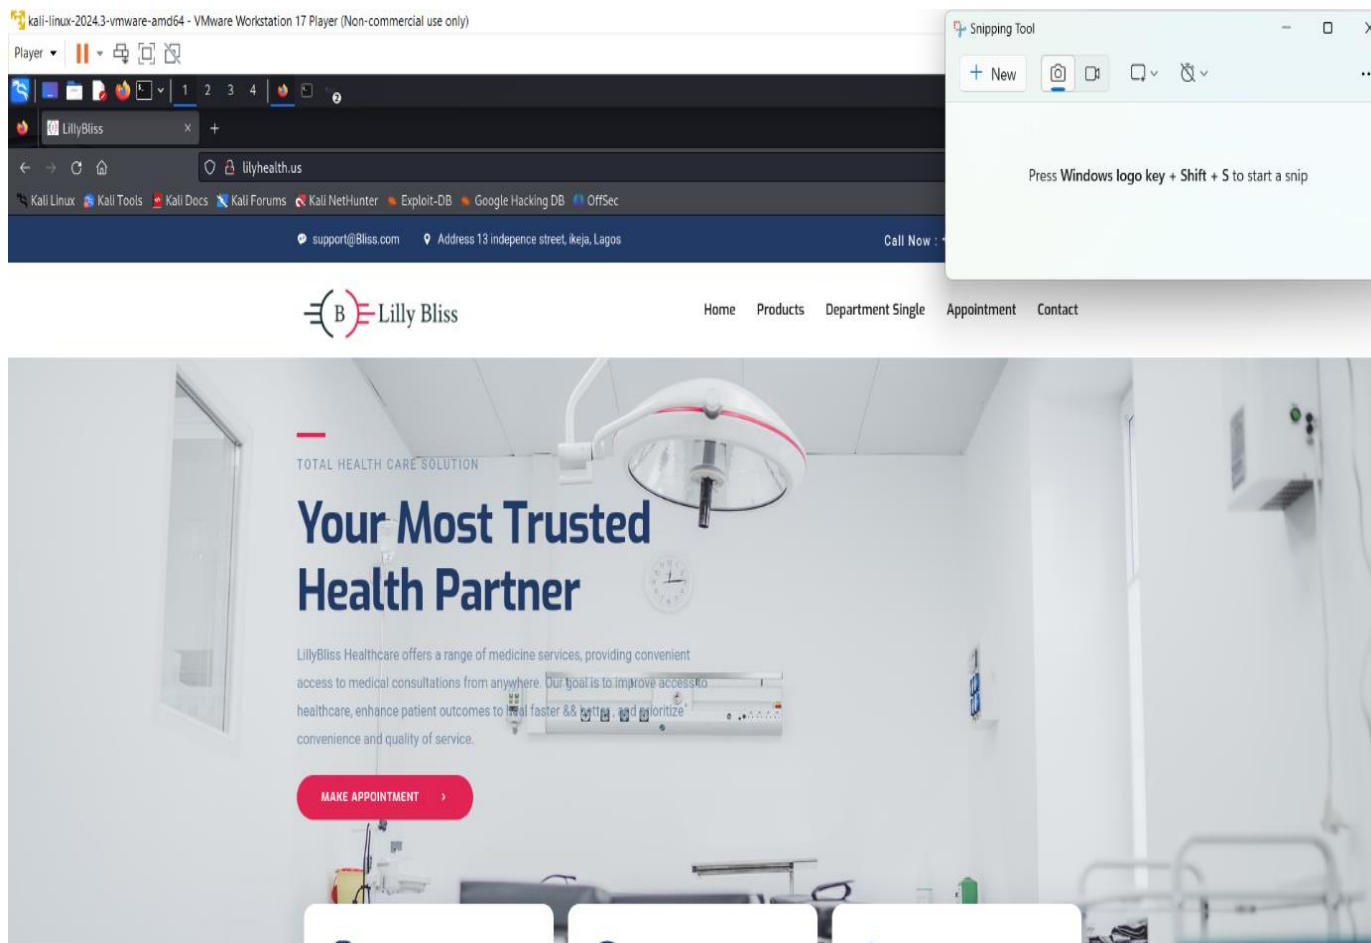 kali-linux-2024.3-vmware-amd64 - VMware Workstation 17 Player (Non-commercial use only)
Player
1 2 3 4
2
LillyBliss
lilyhealth.us
Kali Linux Kali Tools Kali Docs Kali Forums Kali NetHunter Exploit-DB Google Hacking DB OffSec
support@Bliss.com Address 13 indepence street, ikeja, Lagos Call Now :
Snipping Tool
New
Press Windows logo key + Shift + S to start a snip
B Lilly Bliss
Home Products Department Single Appointment Contact
TOTAL HEALTH CARE SOLUTION
Your Most Trusted
Health Partner
LillyBliss Healthcare offers a range of medicine services, providing convenient
access to medical consultations from anywhere. Our goal is to improve access to
healthcare, enhance patient outcomes to heal faster && better , and prioritize
convenience and quality of service.
MAKE APPOINTMENT